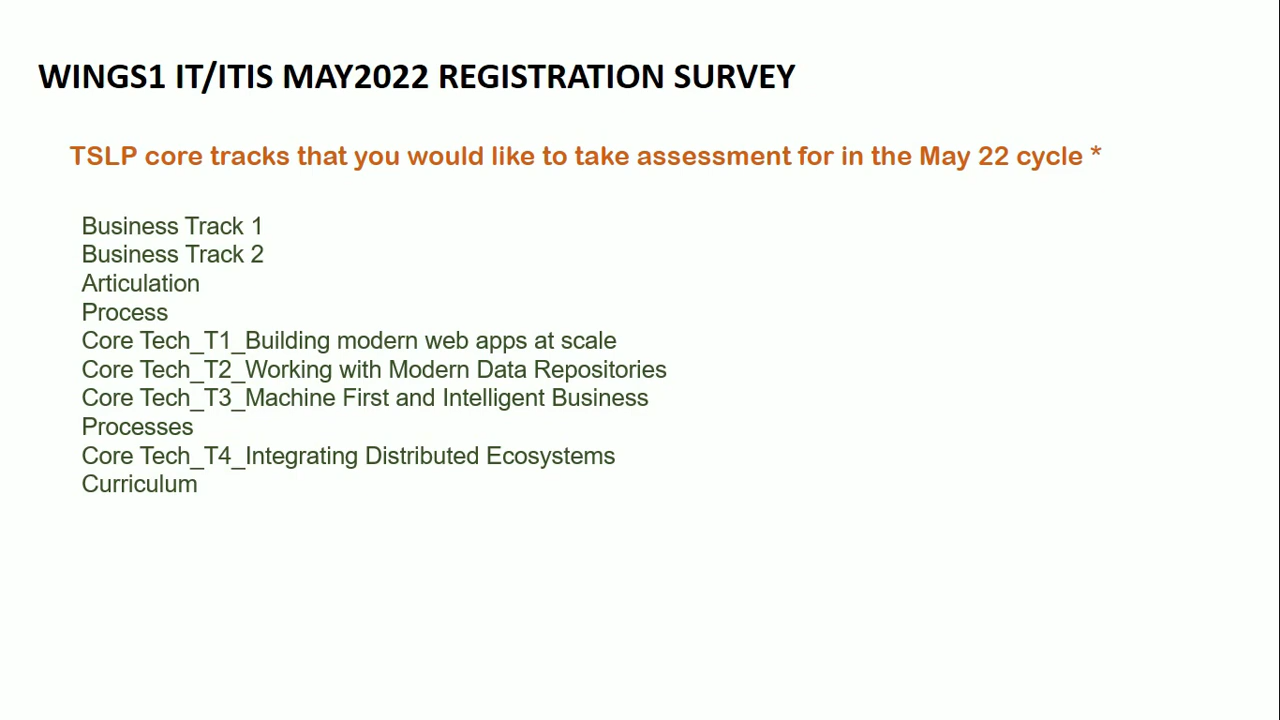 WINGS1 IT/ITIS MAY2022 REGISTRATION SURVEY
TSLP core tracks that you would like to take assessment for in the May 22 cycle *
Business Track 1
Business Track 2
Articulation
Process
Core Tech_T1_Building modern web apps at scale
Core Tech_T2_Working with Modern Data Repositories
Core Tech_T3_Machine First and Intelligent Business
Processes
Core Tech_T4_Integrating Distributed Ecosystems
Curriculum